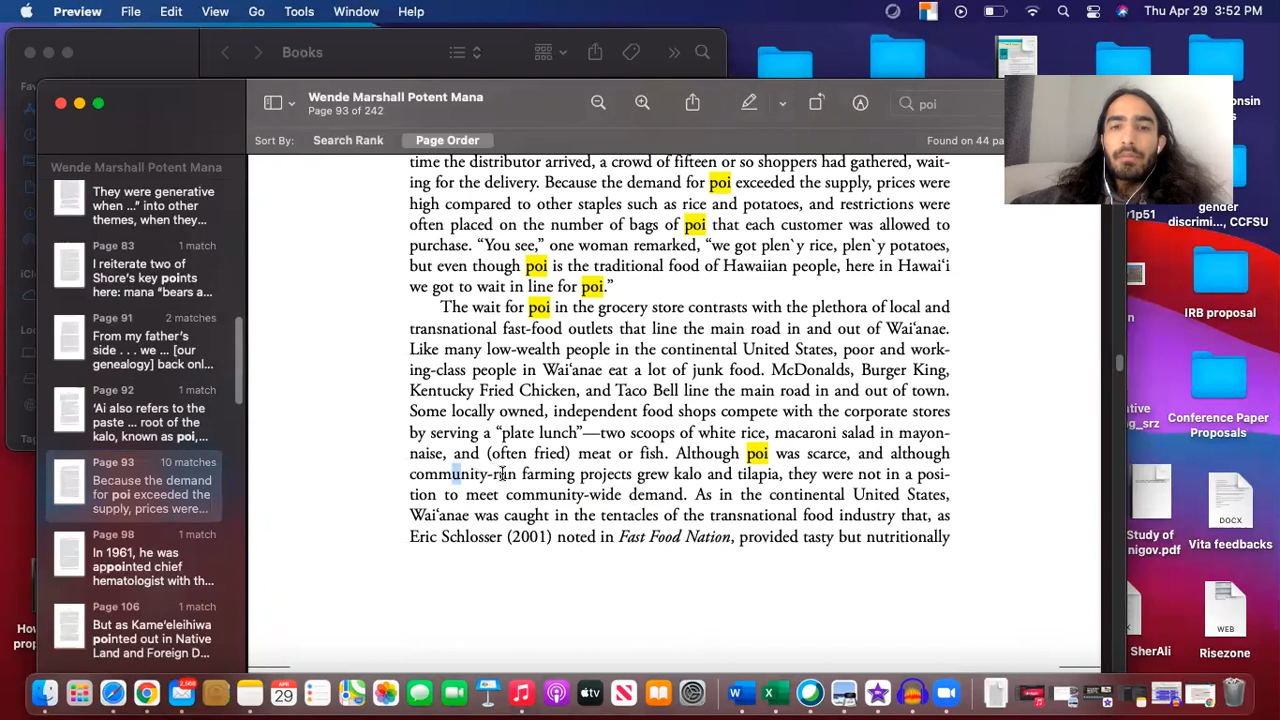 Preview File Edit View Go Tools Window Help
Thu Apr 29 3:52 PM
Books
Wende Marshall Potent Mana
Page 93 of 242
poi
Sort By: Search Rank Page Order
Found on 44 pa
Wende Marshall Potent Mana
They were generative
when ...” into other
themes, when they...
Page 83 1 match
I reiterate two of
Shore's key points
here: mana “bears a...
Page 91 2 matches
From my father's
side . . . we ... [our
genealogy] back onl...
Page 92 1 match
‘Ai also refers to the
paste ... root of the
kalo, known as poi,...
Page 93 10 matches
Because the demand
for poi exceeded the
supply, prices were...
Page 98 1 match
In 1961, he was
appointed chief
hematologist with th...
Page 106 1 match
But as Kameʻeleihiwa
pointed out in Native
Land and Foreign D...
time the distributor arrived, a crowd of fifteen or so shoppers had gathered, wait-
ing for the delivery. Because the demand for poi exceeded the supply, prices were
high compared to other staples such as rice and potatoes, and restrictions were
often placed on the number of bags of poi that each customer was allowed to
purchase. “You see,” one woman remarked, “we got plen`y rice, plen`y potatoes,
but even though poi is the traditional food of Hawaiian people, here in Hawaiʻi
we got to wait in line for poi.”
The wait for poi in the grocery store contrasts with the plethora of local and
transnational fast-food outlets that line the main road in and out of Waiʻanae.
Like many low-wealth people in the continental United States, poor and work-
ing-class people in Waiʻanae eat a lot of junk food. McDonalds, Burger King,
Kentucky Fried Chicken, and Taco Bell line the main road in and out of town.
Some locally owned, independent food shops compete with the corporate stores
by serving a “plate lunch”—two scoops of white rice, macaroni salad in mayon-
naise, and (often fried) meat or fish. Although poi was scarce, and although
community-run farming projects grew kalo and tilapia, they were not in a posi-
tion to meet community-wide demand. As in the continental United States,
Waiʻanae was caught in the tentacles of the transnational food industry that, as
Eric Schlosser (2001) noted in Fast Food Nation, provided tasty but nutritionally
gender
discrimi..., CCFSU
IRB proposal
Conference Paper
Proposals
DOCX
Vita feedbacks
WEB
SherAli
Risezone
APR
29
2,568